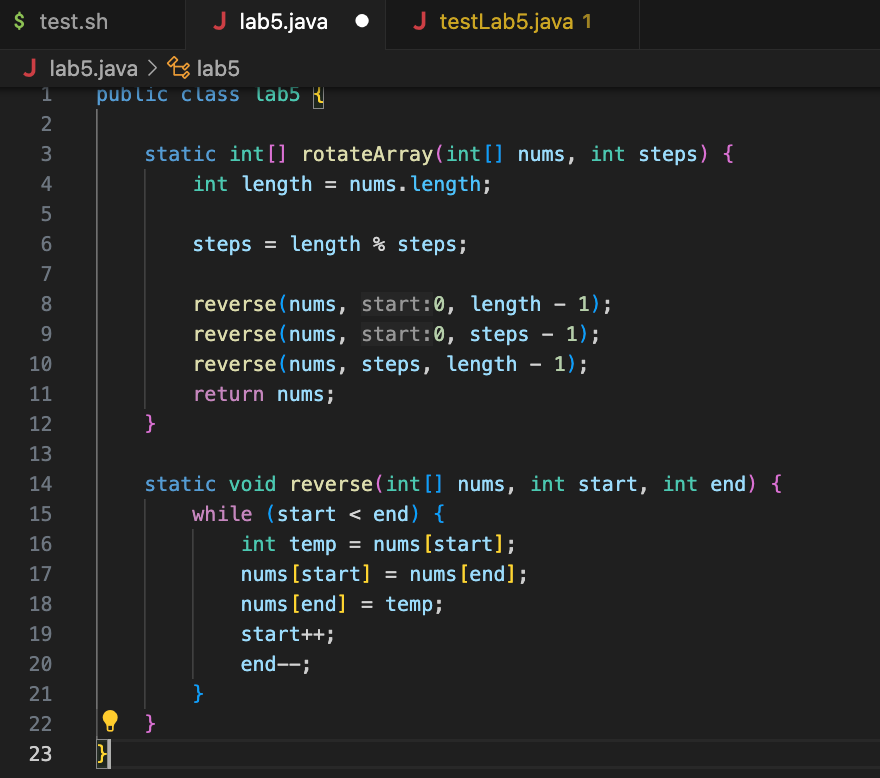 $ test.sh J lab5.java ● J testLab5.java 1
J lab5.java > lab5
1 public class lab5 {
2
3 static int[] rotateArray(int[] nums, int steps) {
4 int length = nums.length;
5
6 steps = length % steps;
7
8 reverse(nums, start:0, length - 1);
9 reverse(nums, start:0, steps - 1);
10 reverse(nums, steps, length - 1);
11 return nums;
12 }
13
14 static void reverse(int[] nums, int start, int end) {
15 while (start < end) {
16 int temp = nums[start];
17 nums[start] = nums[end];
18 nums[end] = temp;
19 start++;
20 end--;
21 }
22 }
23 }